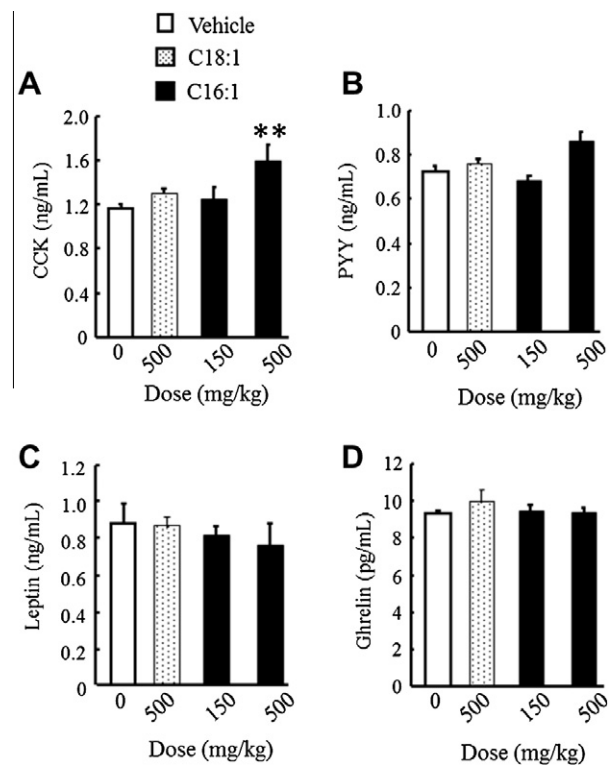 Vehicle
C18:1
C16:1
A
**
CCK (ng/mL)
2.0
1.6
1.2
0.8
0.4
0
0 500 150 500
Dose (mg/kg)
B
PYY (ng/mL)
1.0
0.8
0.6
0.4
0.2
0
0 500 150 500
Dose (mg/kg)
C
Leptin (ng/mL)
1.2
1.0
0.8
0.6
0.4
0.2
0
0 500 150 500
Dose (mg/kg)
D
Ghrelin (pg/mL)
12
10
8
6
4
2
0
0 500 150 500
Dose (mg/kg)